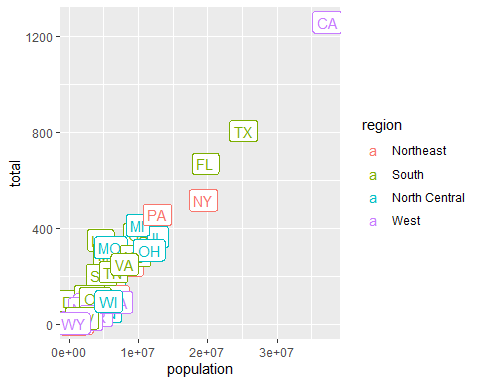 CA
1200
TX
800
FL
NY
PA
MI
400
MO
OH
VA
WI
WY
0
0e+00 1e+07 2e+07 3e+07
population
total
region
a Northeast
a South
a North Central
a West